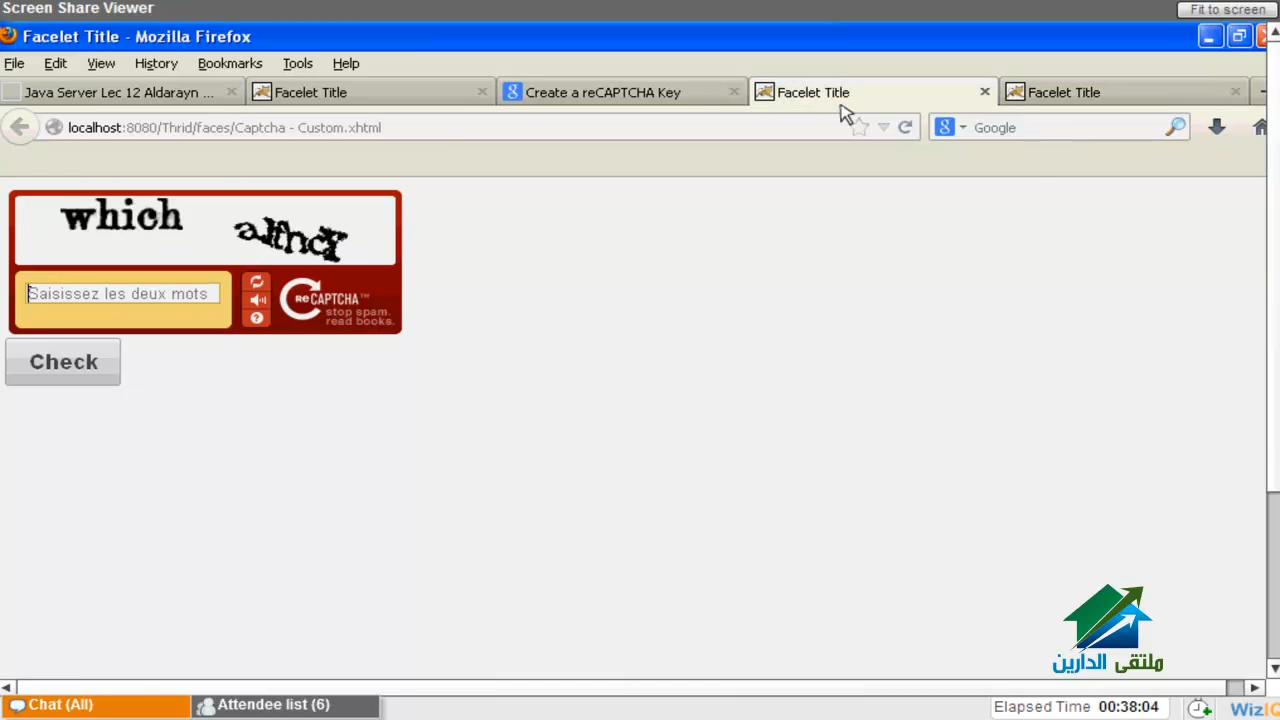 Screen Share Viewer
Fit to screen
Facelet Title - Mozilla Firefox
File Edit View History Bookmarks Tools Help
Java Server Lec 12 Aldarayn ... Facelet Title Create a reCAPTCHA Key Facelet Title Facelet Title
localhost:8080/Thrid/faces/Captcha - Custom.xhtml Google
which
Saisissez les deux mots
reCAPTCHA™
stop spam.
read books.
Check
ملتقى الدارين
Chat (All) Attendee list (6) Elapsed Time 00:38:04